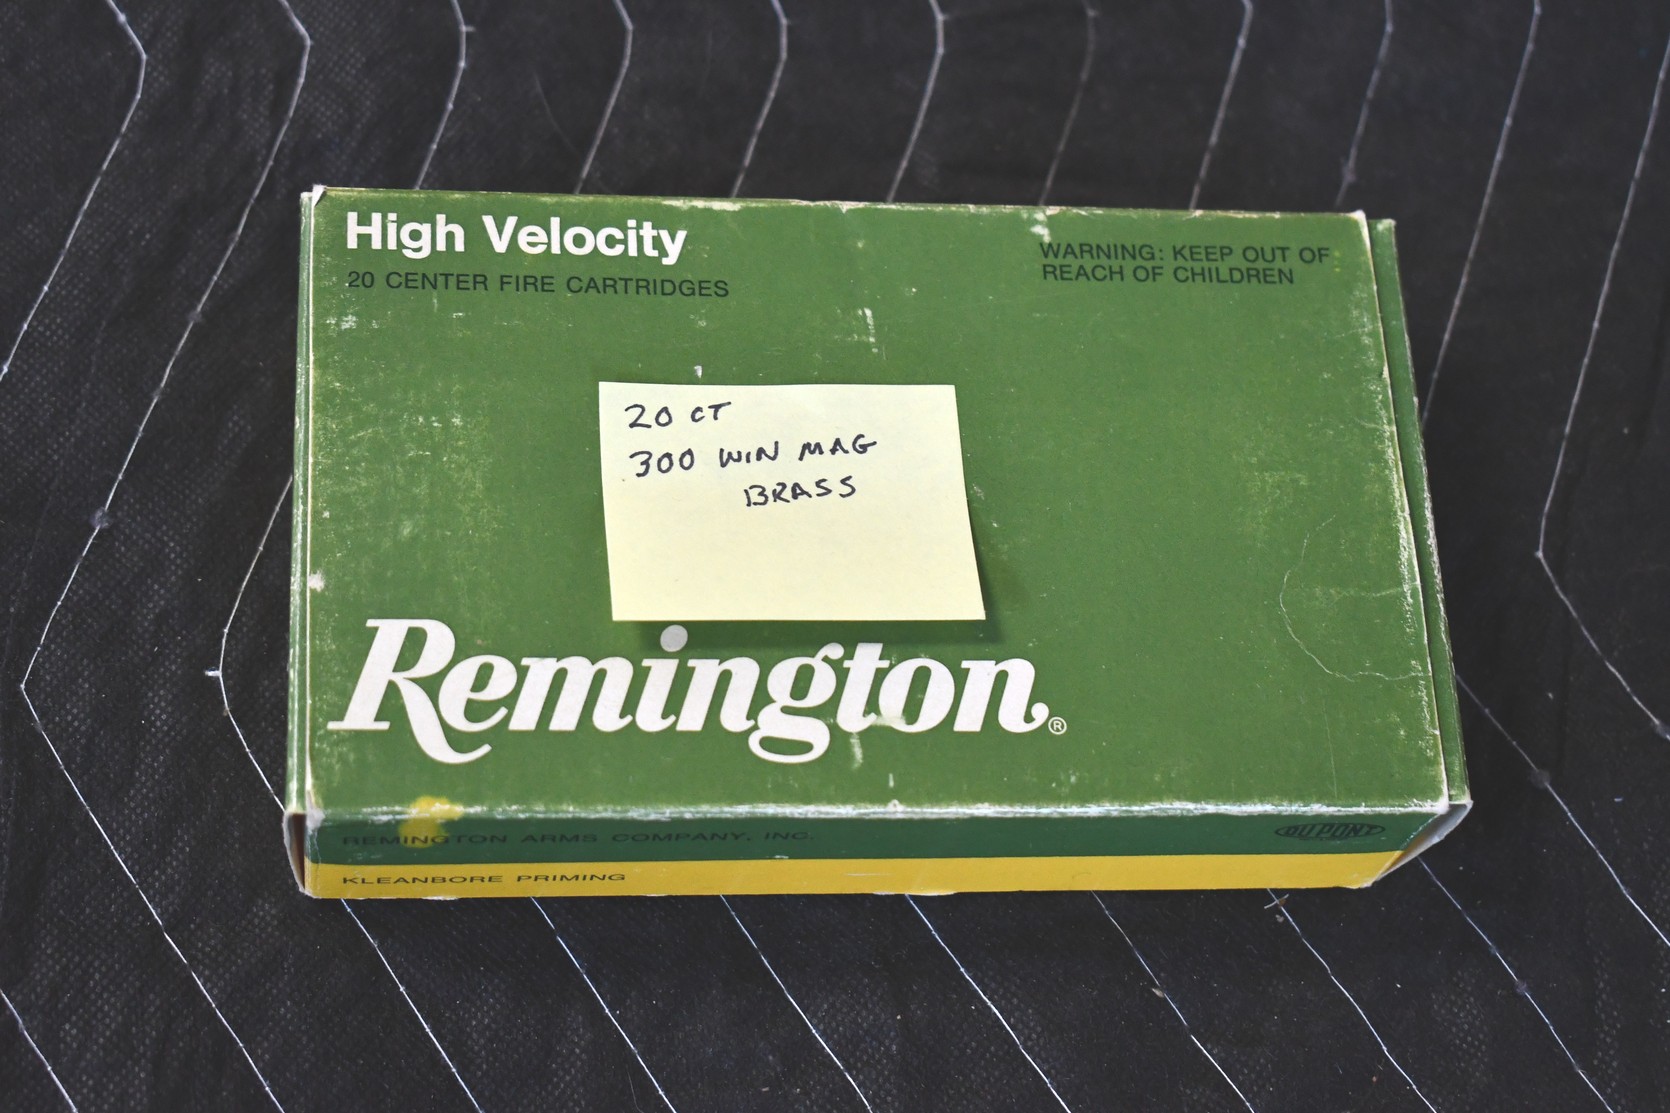 High Velocity
20 CENTER FIRE CARTRIDGES
WARNING: KEEP OUT OF
REACH OF CHILDREN
20 CT
300 WIN MAG
BRASS
Remington®
REMINGTON ARMS COMPANY, INC.
DUPONT
KLEANBORE PRIMING